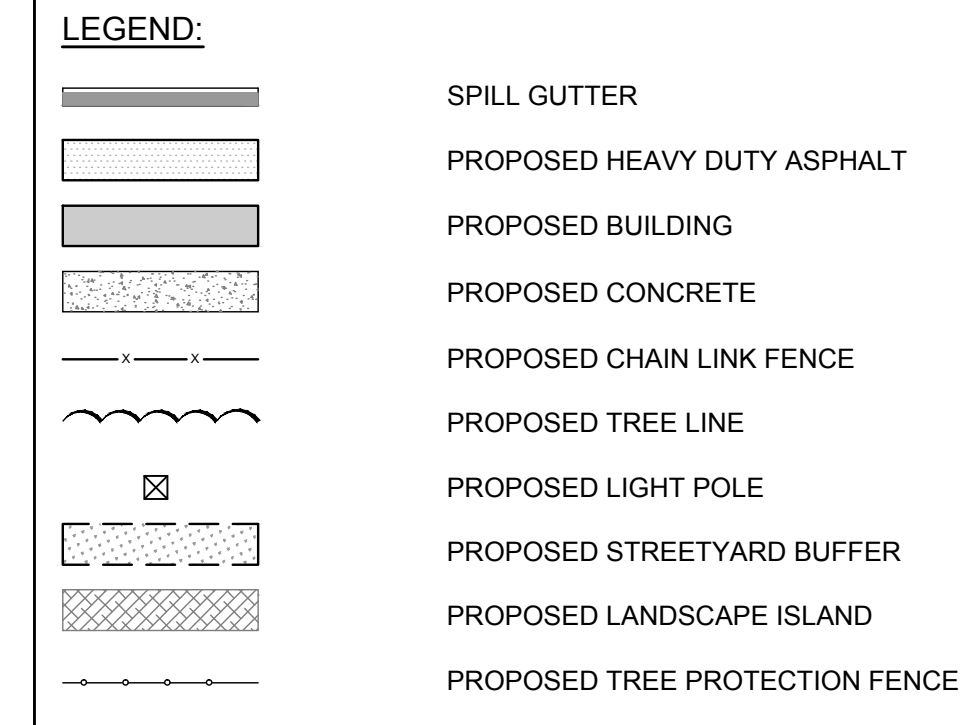 LEGEND:
SPILL GUTTER
PROPOSED HEAVY DUTY ASPHALT
PROPOSED BUILDING
PROPOSED CONCRETE
x x PROPOSED CHAIN LINK FENCE
PROPOSED TREE LINE
PROPOSED LIGHT POLE
PROPOSED STREETYARD BUFFER
PROPOSED LANDSCAPE ISLAND
PROPOSED TREE PROTECTION FENCE